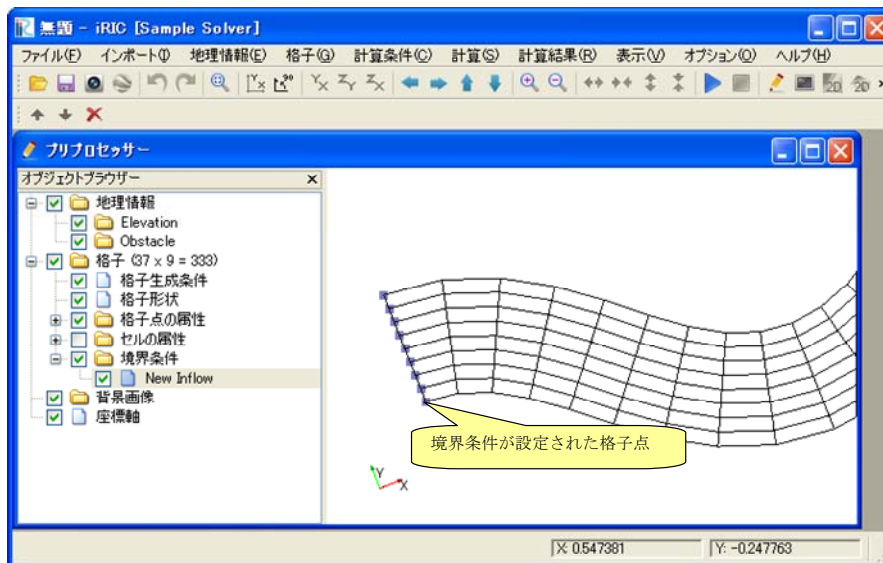 無題 - iRIC [Sample Solver]
ファイル(F) インポート(I) 地理情報(E) 格子(G) 計算条件(C) 計算(S) 計算結果(R) 表示(V) オプション(O) ヘルプ(H)
プリプロセッサー
オブジェクトブラウザー
地理情報
Elevation
Obstacle
格子 (37 x 9 = 333)
格子生成条件
格子形状
格子点の属性
セルの属性
境界条件
New Inflow
背景画像
座標軸
境界条件が設定された格子点
Y
X
X: 0.547381
Y: -0.247763